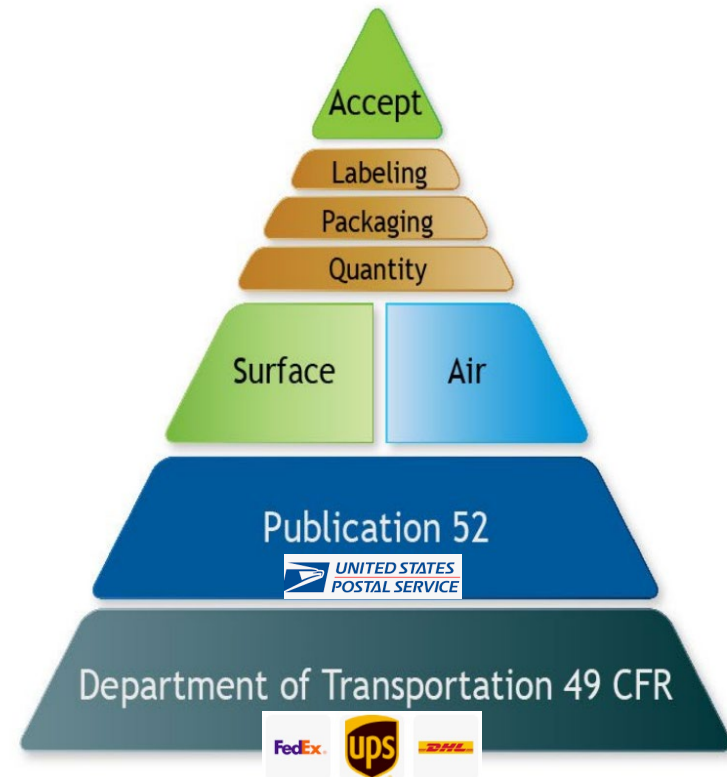 Accept
Labeling
Packaging
Quantity
Surface
Air
Publication 52
UNITED STATES
POSTAL SERVICE
Department of Transportation 49 CFR
FedEx.
ups
DHL